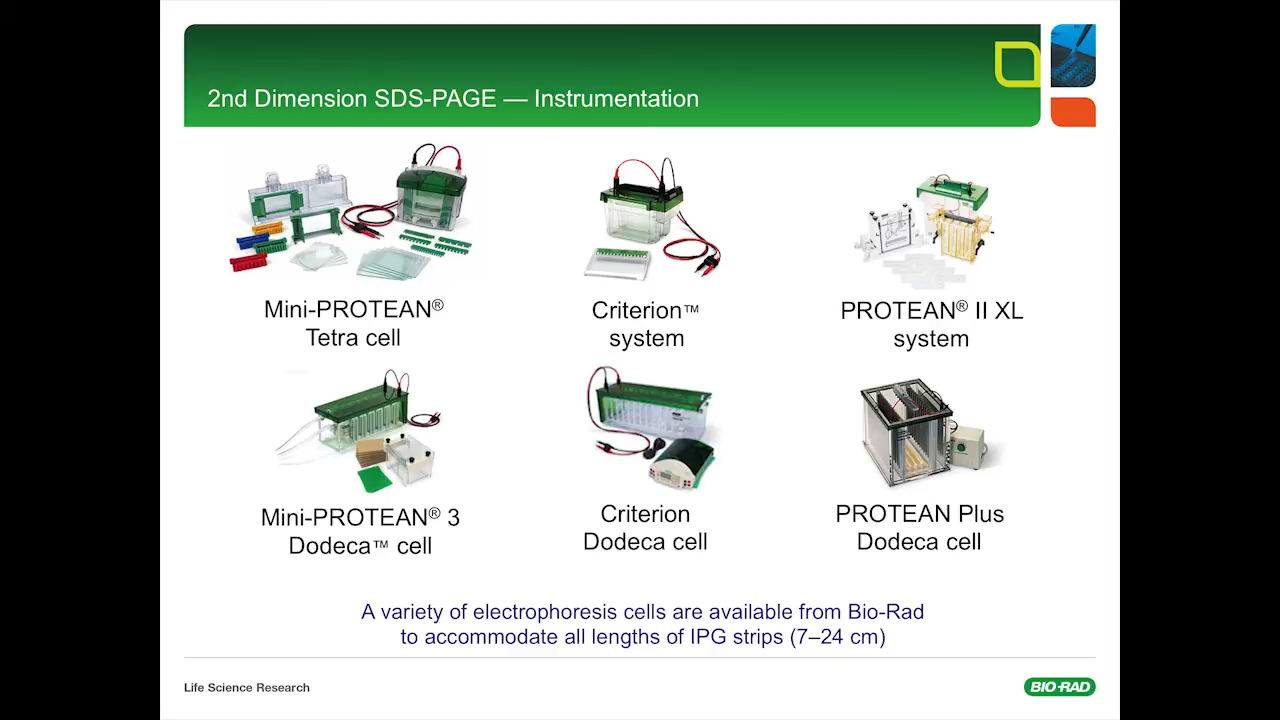 2nd Dimension SDS-PAGE — Instrumentation
Mini-PROTEAN®
Tetra cell
Criterion™
system
PROTEAN® II XL
system
Mini-PROTEAN® 3
Dodeca™ cell
Criterion
Dodeca cell
PROTEAN Plus
Dodeca cell
A variety of electrophoresis cells are available from Bio-Rad
to accommodate all lengths of IPG strips (7–24 cm)
Life Science Research
BIO-RAD